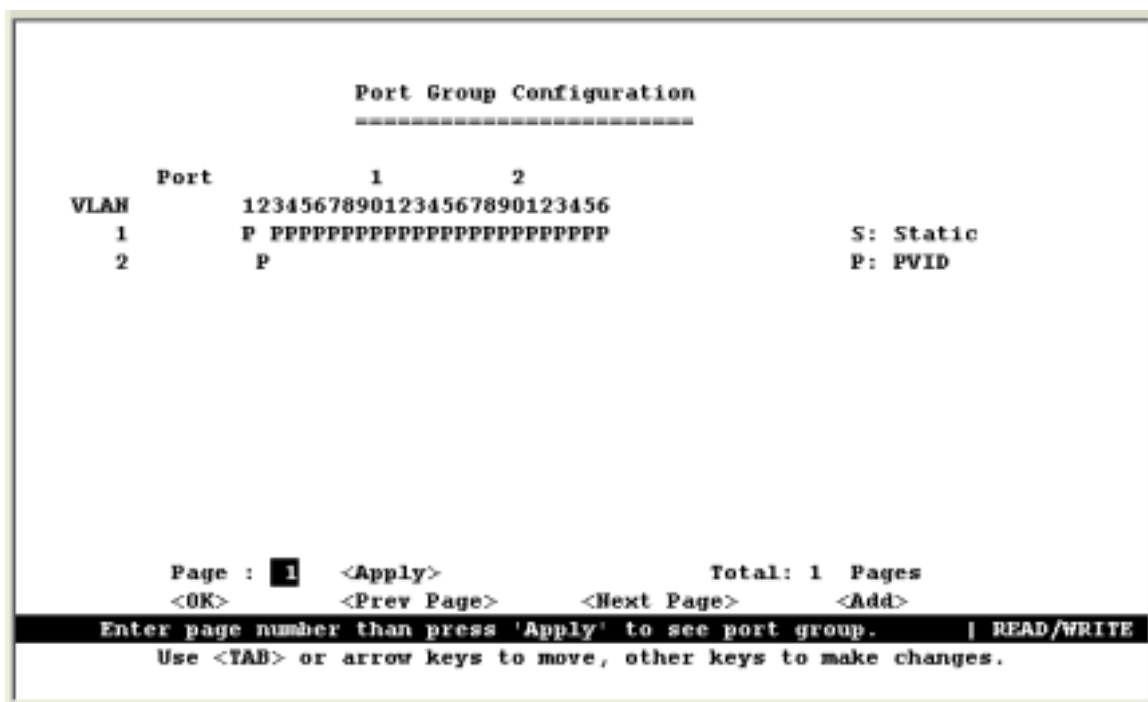 Port Group Configuration
========================
Port 1 2
VLAN 12345678901234567890123456
1 P PPPPPPPPPPPPPPPPPPPPPPPP S: Static
2 P P: PVID
Page : 1 <Apply> Total: 1 Pages
<OK> <Prev Page> <Next Page> <Add>
Enter page number than press 'Apply' to see port group. | READ/WRITE
Use <TAB> or arrow keys to move, other keys to make changes.